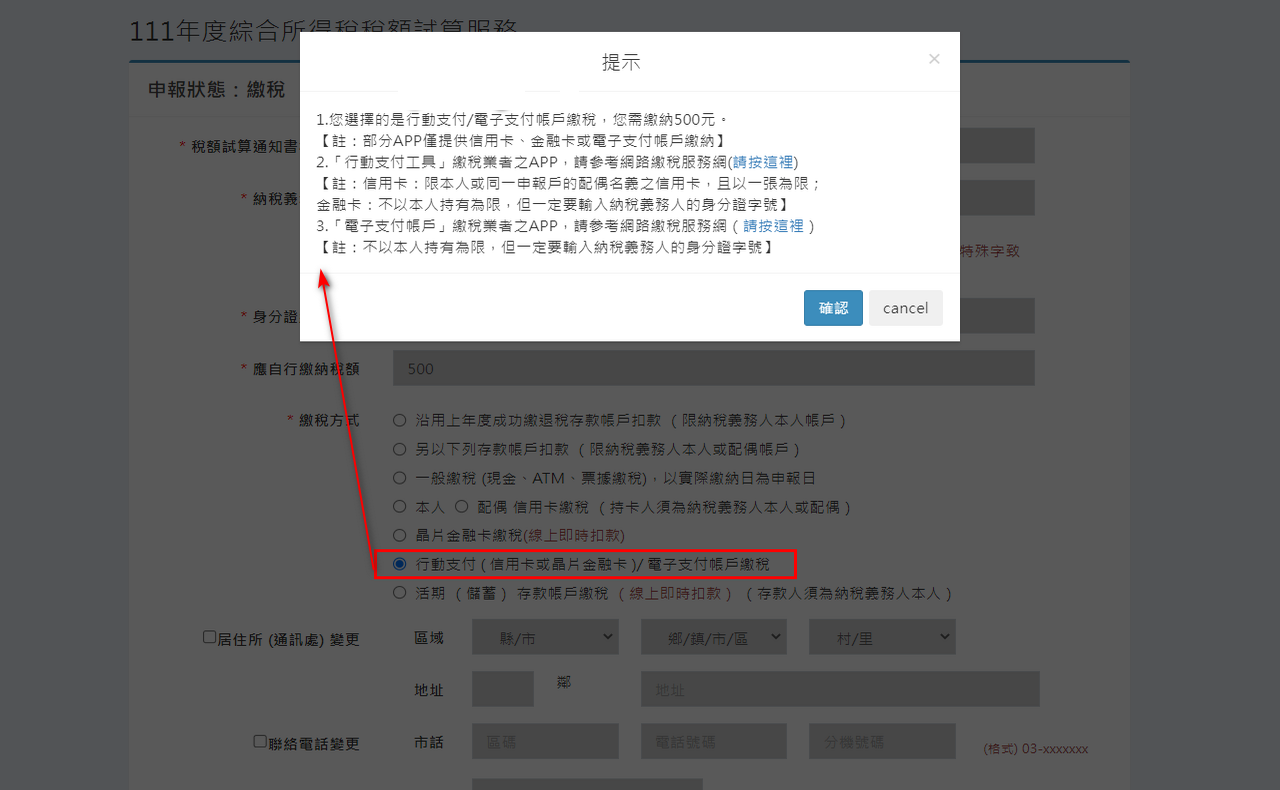 111年度綜合所得稅稅額試算服務
提示
×
申報狀態：繳稅
1.您選擇的是行動支付/電子支付帳戶繳稅，您需繳納500元。
【註：部分APP僅提供信用卡、金融卡或電子支付帳戶繳納】
2.「行動支付工具」繳稅業者之APP，請參考網路繳稅服務網(請按這裡)
【註：信用卡：限本人或同一申報戶的配偶名義之信用卡，且以一張為限；
金融卡：不以本人持有為限，但一定要輸入納稅義務人的身分證字號】
3.「電子支付帳戶」繳稅業者之APP，請參考網路繳稅服務網（請按這裡）
【註：不以本人持有為限，但一定要輸入納稅義務人的身分證字號】
確認 cancel
* 稅額試算通知書
* 納稅義
特殊字致
* 身分證
* 應自行繳納稅額 500
* 繳稅方式 沿用上年度成功繳退稅存款帳戶扣款 （限納稅義務人本人帳戶）
另以下列存款帳戶扣款 （限納稅義務人本人或配偶帳戶）
一般繳稅 (現金、ATM、票據繳稅)，以實際繳納日為申報日
本人 配偶 信用卡繳稅 （持卡人須為納稅義務人本人或配偶）
晶片金融卡繳稅(線上即時扣款)
行動支付（信用卡或晶片金融卡）/ 電子支付帳戶繳稅
活期 （儲蓄） 存款帳戶繳稅 （線上即時扣款） （存款人須為納稅義務人本人）
居住所 (通訊處) 變更 區域 縣/市 鄉/鎮/市/區 村/里
地址 鄰 地址
聯絡電話變更 市話 區碼 電話號碼 分機號碼 (格式) 03-xxxxxxx